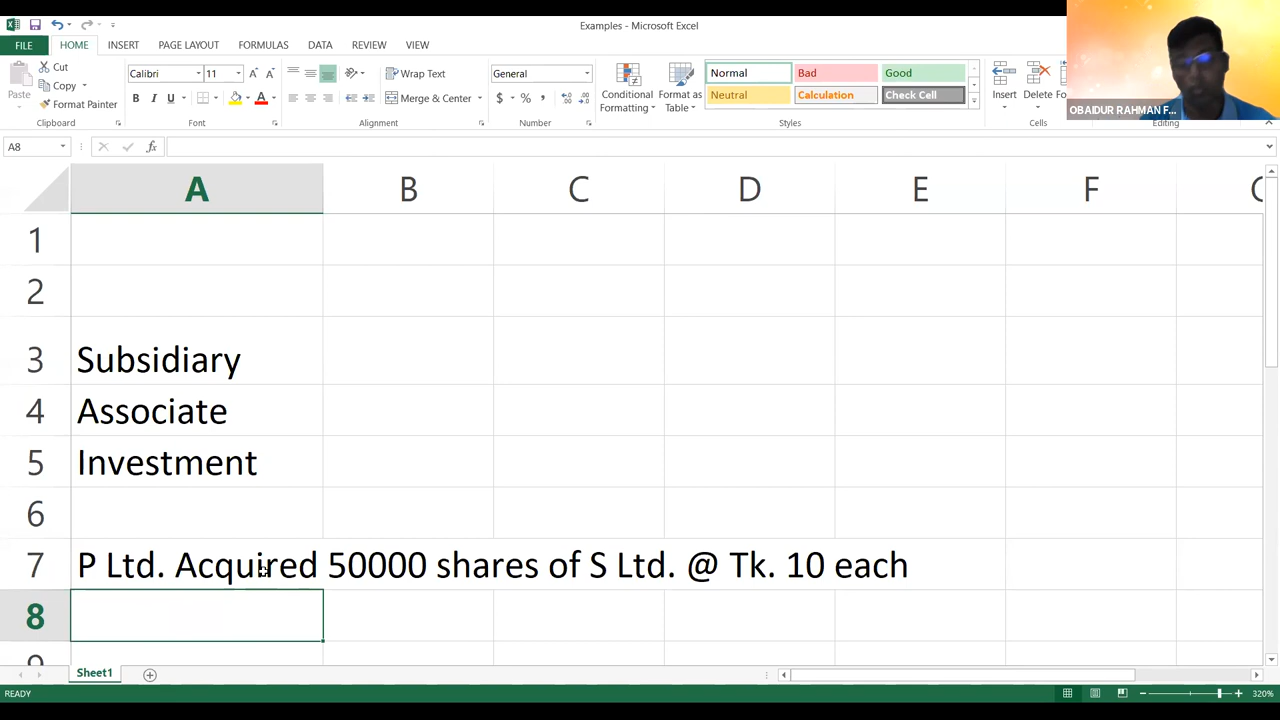 Examples - Microsoft Excel
FILE HOME INSERT PAGE LAYOUT FORMULAS DATA REVIEW VIEW
Paste
Cut
Copy
Format Painter
Clipboard
Calibri 11
B I U
Font
Wrap Text
Merge & Center
Alignment
General
$ % ,
Number
Conditional Formatting
Format as Table
Normal Bad Good
Neutral Calculation Check Cell
Styles
Insert Delete Fo
Cells
Editing
OBAIDUR RAHMAN F...
A8
fx
A B C D E F
1
2
3 Subsidiary
4 Associate
5 Investment
6
7 P Ltd. Acquired 50000 shares of S Ltd. @ Tk. 10 each
8
Sheet1
READY
320%